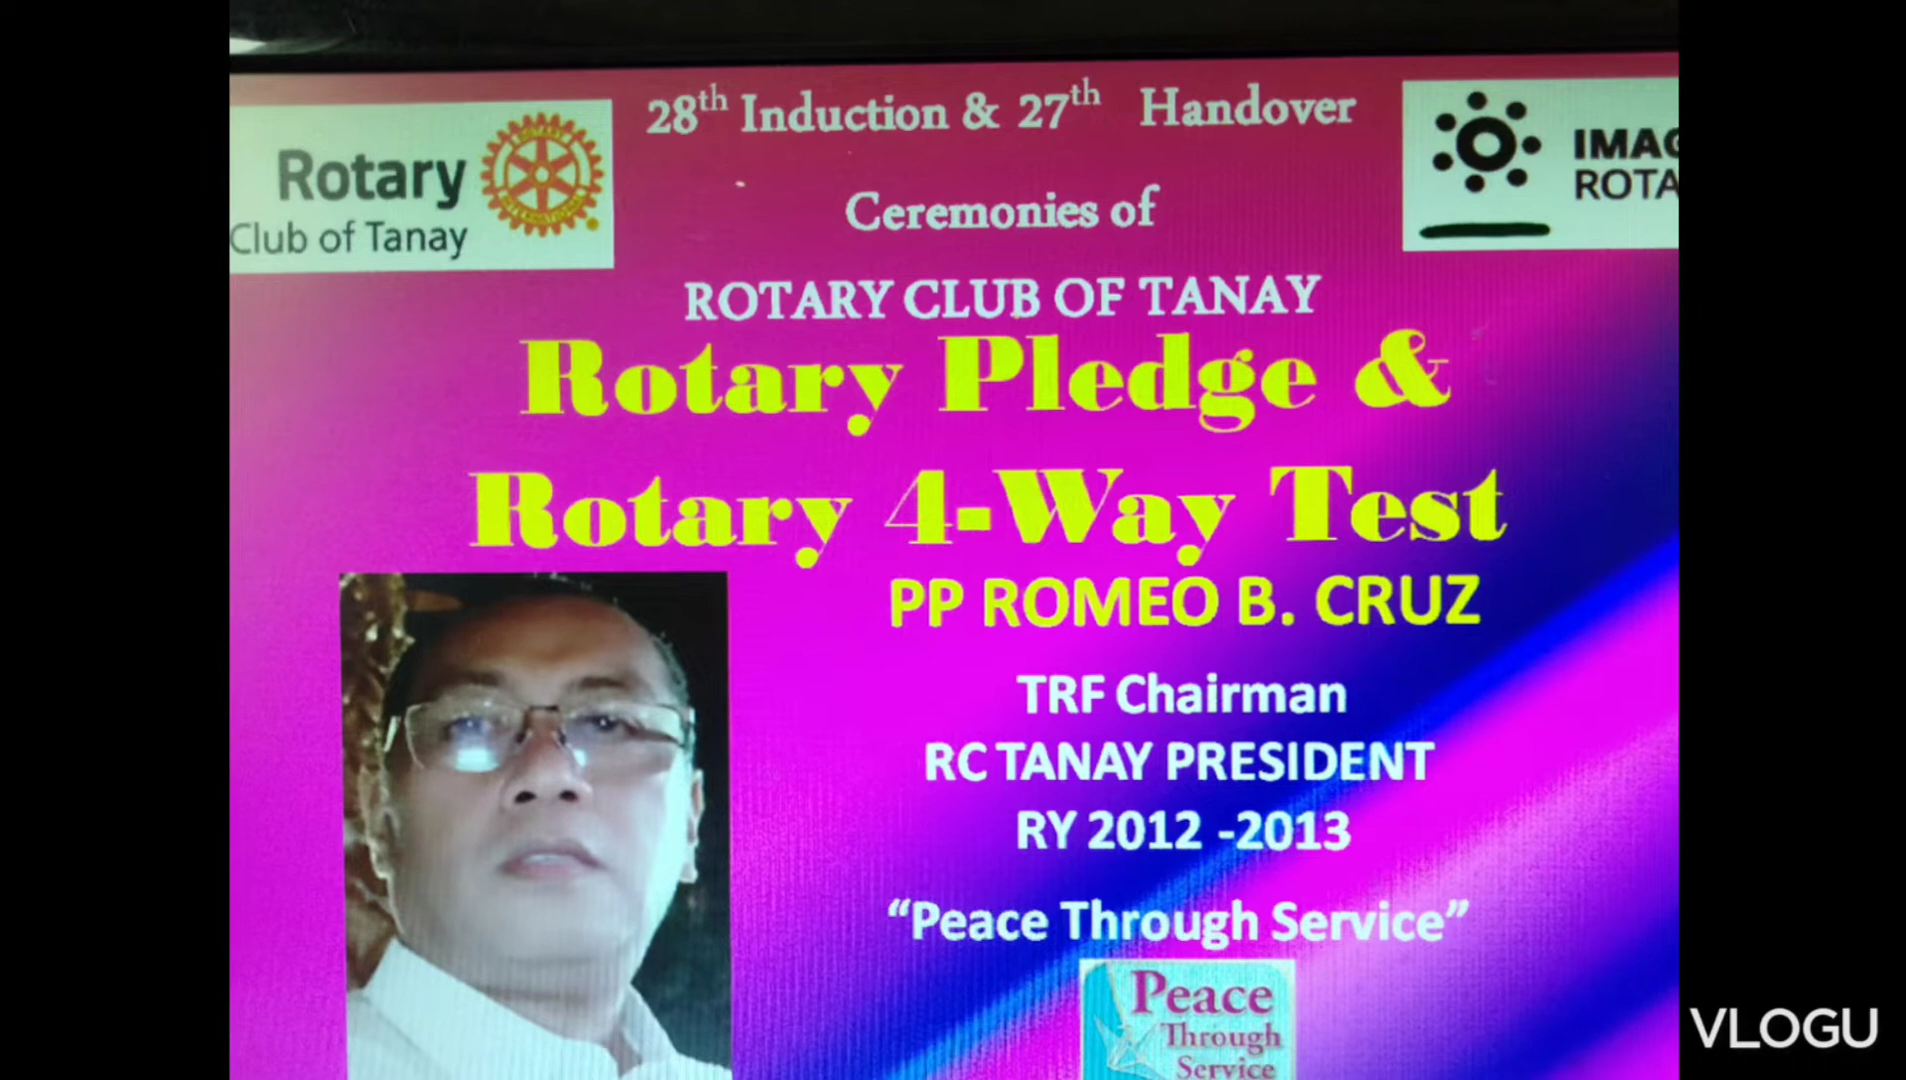 28th Induction & 27th Handover
Ceremonies of
ROTARY CLUB OF TANAY
Rotary
Club of Tanay
ROTARY
INTERNATIONAL
Rotary Pledge &
Rotary 4-Way Test
PP ROMEO B. CRUZ
TRF Chairman
RC TANAY PRESIDENT
RY 2012 -2013
“Peace Through Service”
Peace
Through
Service
VLOGU